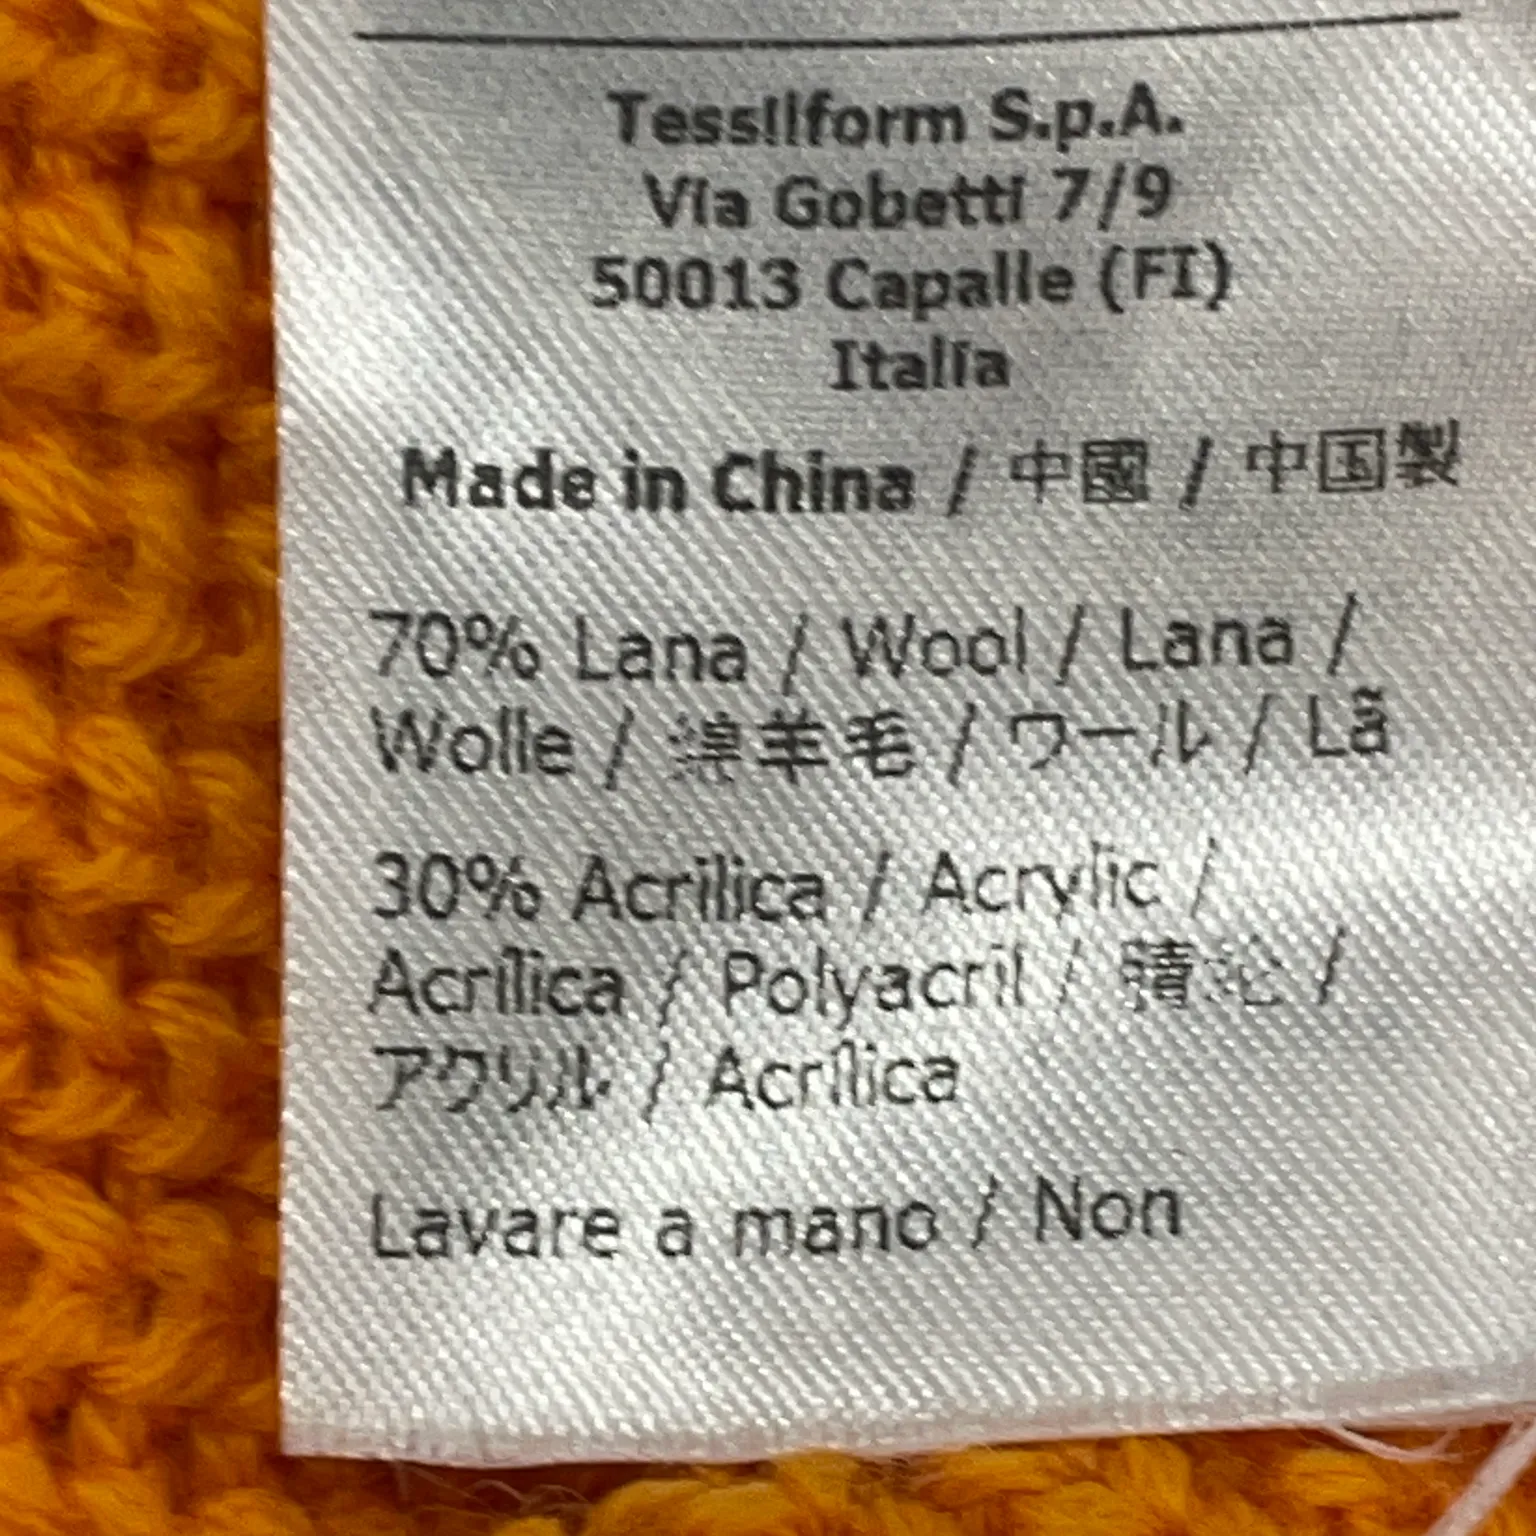 Tessilform S.p.A.
Via Gobetti 7/9
50013 Capalle (FI)
Italia
Made in China / 中國 / 中国製
70% Lana / Wool / Lana /
Wolle / 綿羊毛 / ウール / Lã
30% Acrilica / Acrylic /
Acrílica / Polyacril / 腈纶 /
アクリル / Acrílica
Lavare a mano / Non